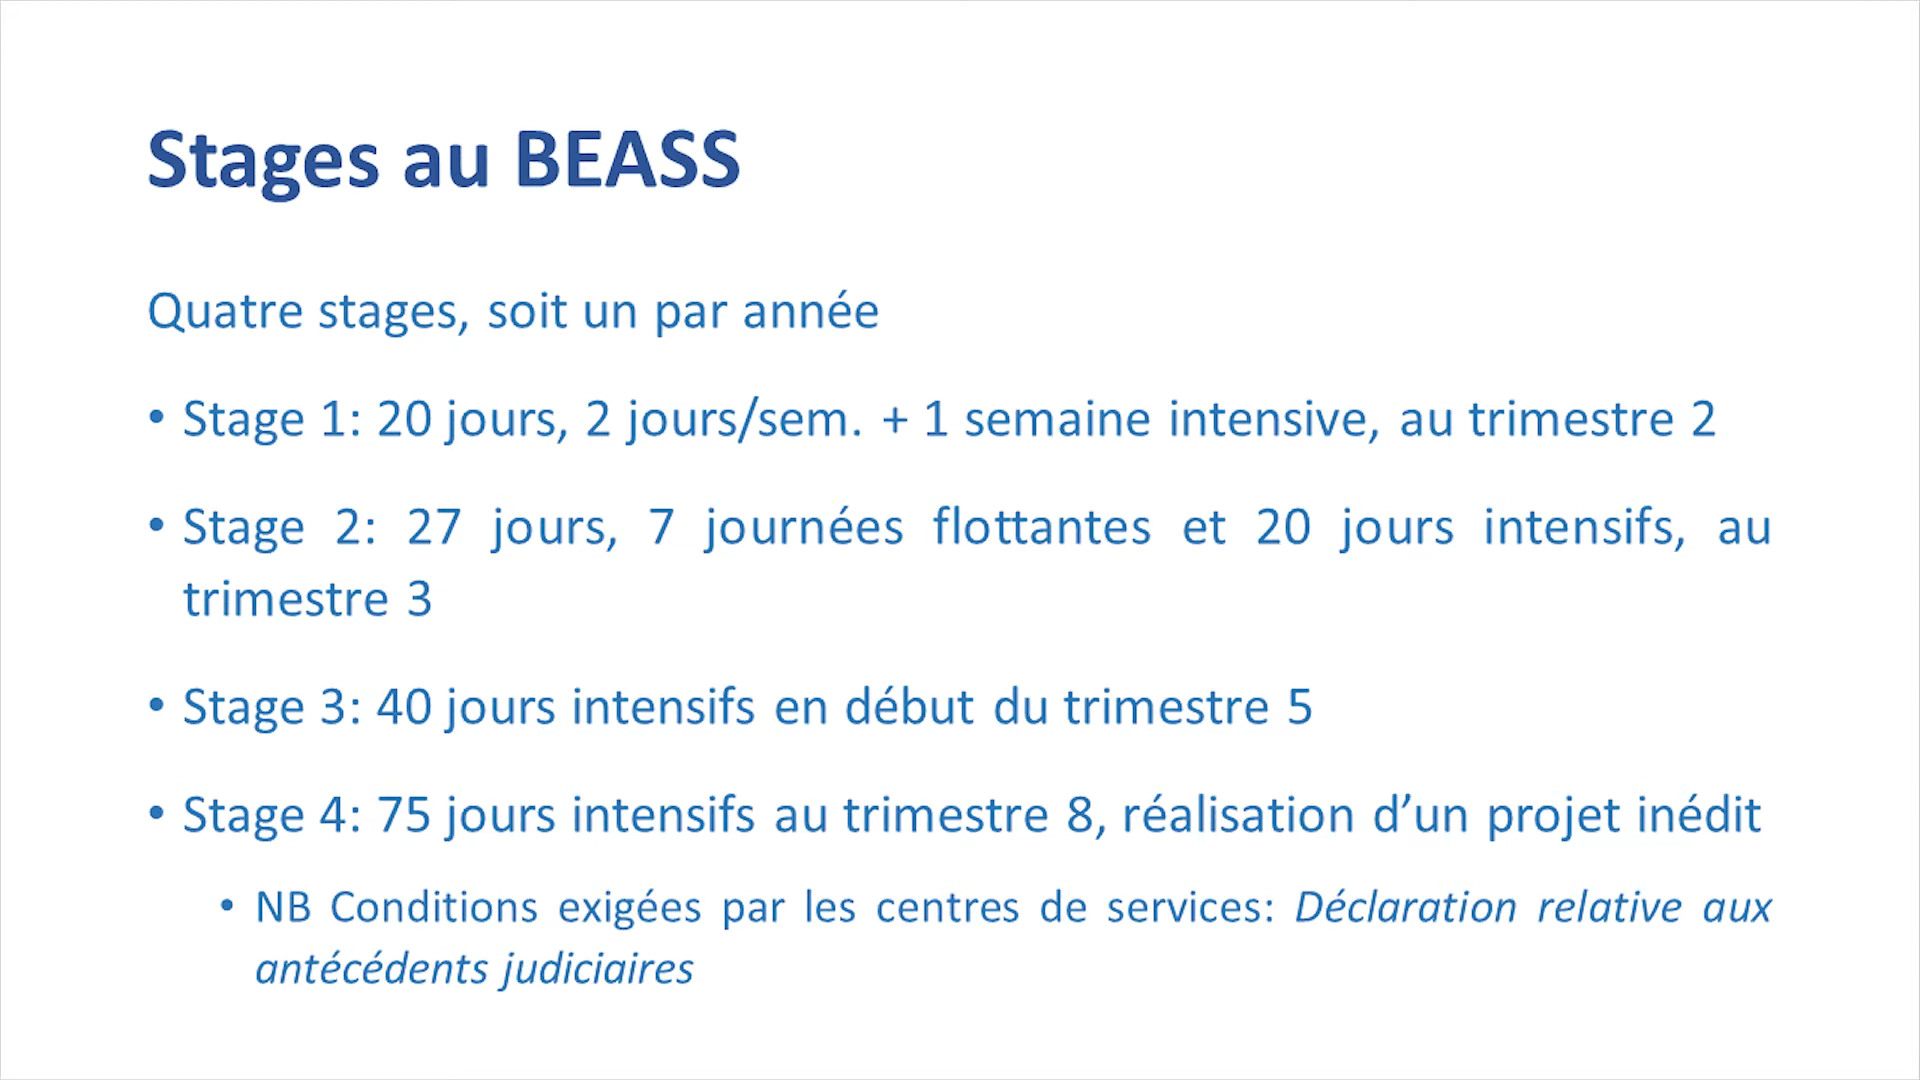 Stages au BEASS
Quatre stages, soit un par année
• Stage 1: 20 jours, 2 jours/sem. + 1 semaine intensive, au trimestre 2
• Stage 2: 27 jours, 7 journées flottantes et 20 jours intensifs, au
trimestre 3
• Stage 3: 40 jours intensifs en début du trimestre 5
• Stage 4: 75 jours intensifs au trimestre 8, réalisation d’un projet inédit
• NB Conditions exigées par les centres de services: Déclaration relative aux
antécédents judiciaires